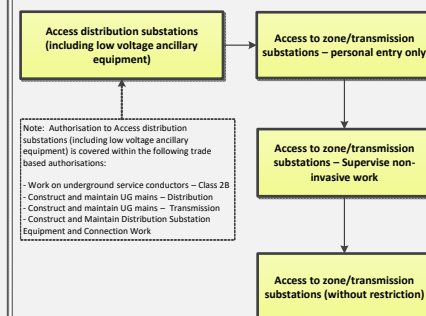 Access distribution substations
(including low voltage ancillary
equipment)
Access to zone/transmission
substations – personal entry only
Note:  Authorisation to Access distribution
substations (including low voltage ancillary
equipment) is covered within the following trade
based authorisations:
- Work on underground service conductors – Class 2B
- Construct and maintain UG mains – Distribution
- Construct and maintain UG mains –  Transmission
- Construct and Maintain Distribution Substation
Equipment and Connection Work
Access to zone/transmission
substations – Supervise non-
invasive work
Access to zone/transmission
substations (without restriction)